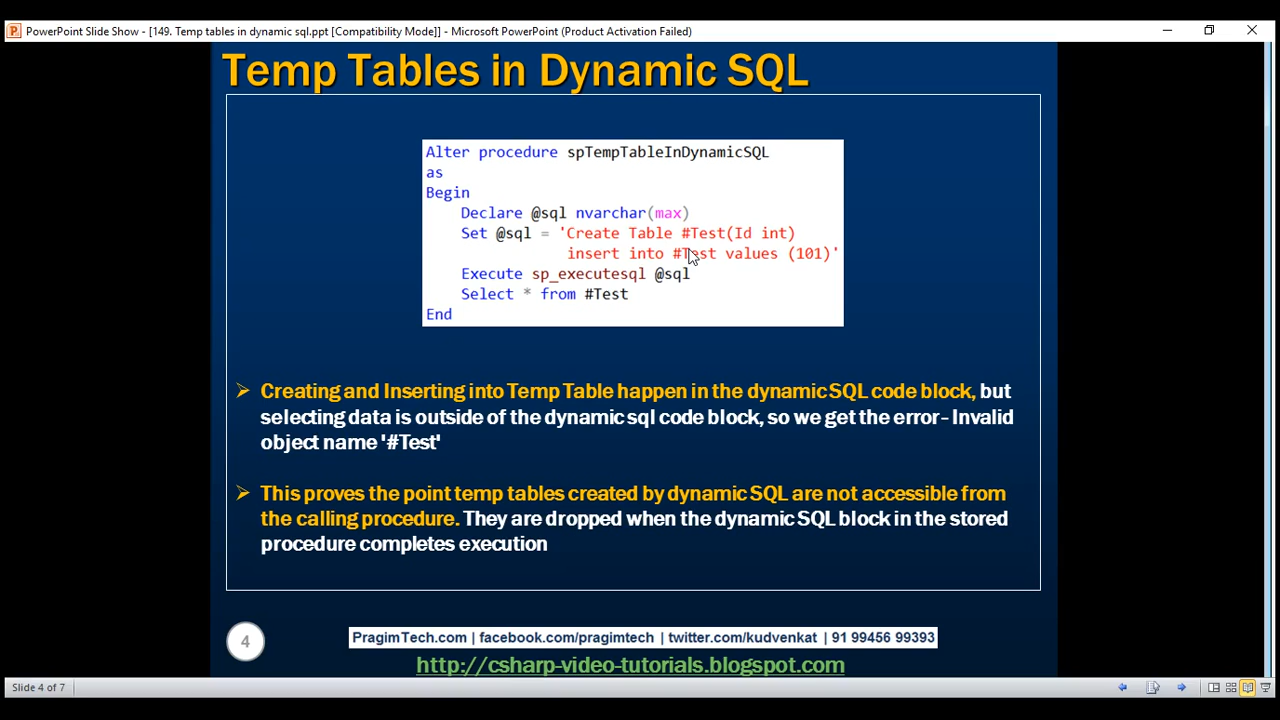 PowerPoint Slide Show - [149. Temp tables in dynamic sql.ppt [Compatibility Mode]] - Microsoft PowerPoint (Product Activation Failed)
Temp Tables in Dynamic SQL
Alter procedure spTempTableInDynamicSQL
as
Begin
Declare @sql nvarchar(max)
Set @sql = 'Create Table #Test(Id int)
insert into #Test values (101)'
Execute sp_executesql @sql
Select * from #Test
End
Creating and Inserting into Temp Table happen in the dynamic SQL code block, but
selecting data is outside of the dynamic sql code block, so we get the error - Invalid
object name '#Test'
This proves the point temp tables created by dynamic SQL are not accessible from
the calling procedure. They are dropped when the dynamic SQL block in the stored
procedure completes execution
4
PragimTech.com | facebook.com/pragimtech | twitter.com/kudvenkat | 91 99456 99393
http://csharp-video-tutorials.blogspot.com
Slide 4 of 7